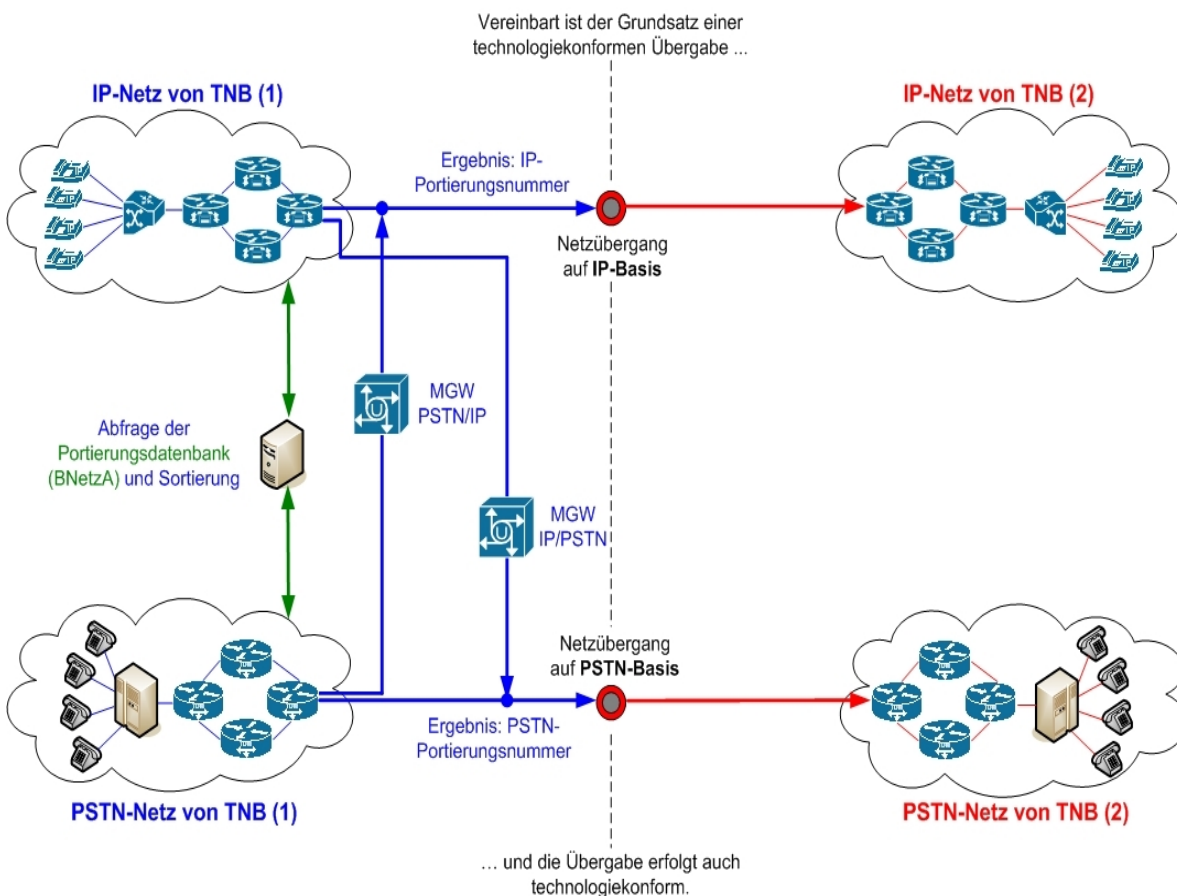 Vereinbart ist der Grundsatz einer
technologiekonformen Übergabe ...
IP-Netz von TNB (1)
IP-Netz von TNB (2)
Ergebnis: IP-
Portierungsnummer
Netzübergang
auf IP-Basis
MGW
PSTN/IP
Abfrage der
Portierungsdatenbank
(BNetzA) und Sortierung
MGW
IP/PSTN
Netzübergang
auf PSTN-Basis
Ergebnis: PSTN-
Portierungsnummer
PSTN-Netz von TNB (1)
PSTN-Netz von TNB (2)
... und die Übergabe erfolgt auch
technologiekonform.